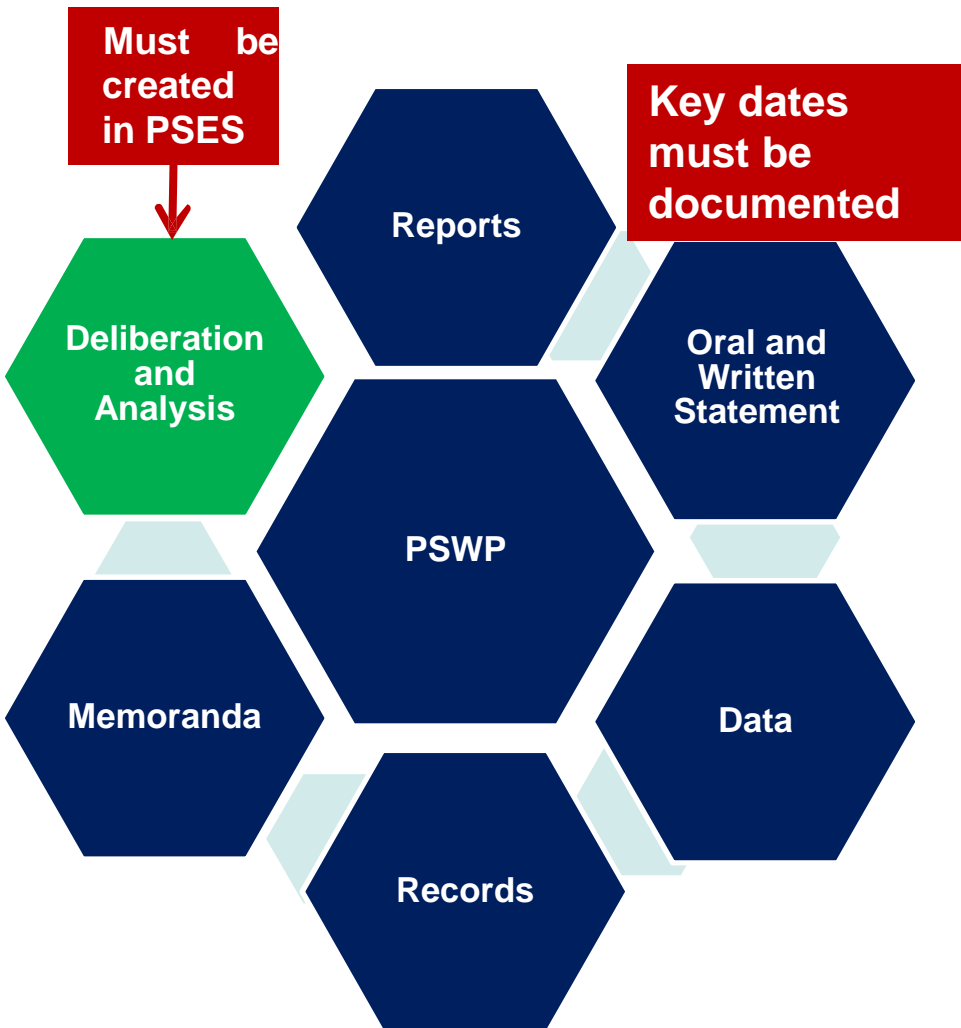 Must be
created
in PSES
Key dates
must be
documented
Reports
Deliberation
and
Analysis
Oral and
Written
Statement
PSWP
Memoranda
Data
Records